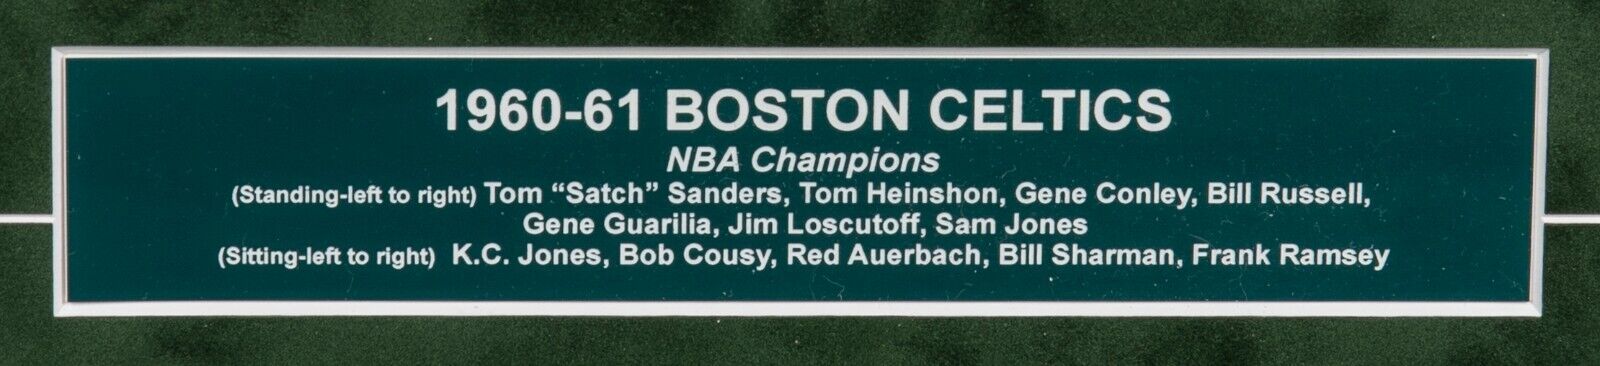 1960-61 BOSTON CELTICS
NBA Champions
(Standing-left to right) Tom “Satch” Sanders, Tom Heinshon, Gene Conley, Bill Russell,
Gene Guarilia, Jim Loscutoff, Sam Jones
(Sitting-left to right) K.C. Jones, Bob Cousy, Red Auerbach, Bill Sharman, Frank Ramsey